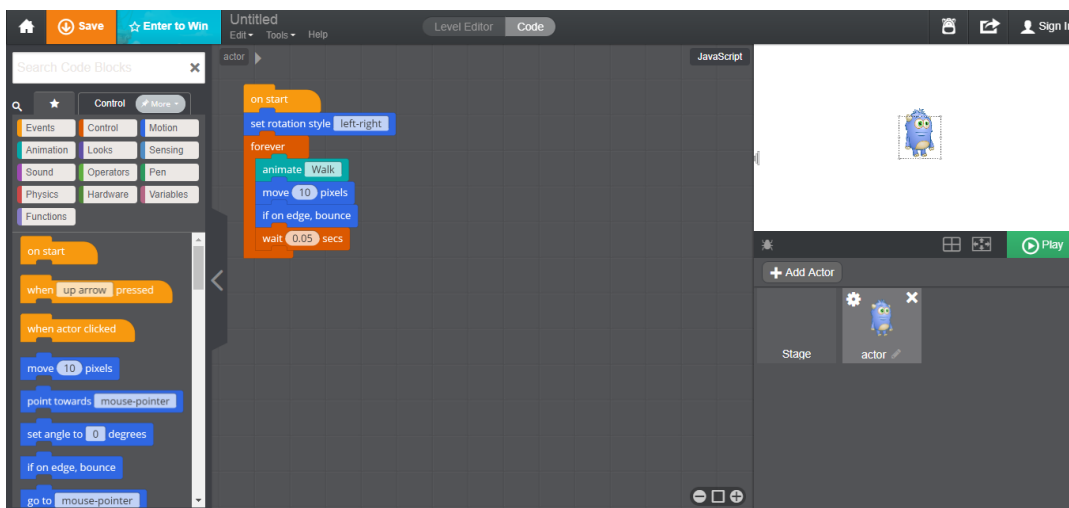 Save
Enter to Win
Untitled
Edit Tools Help
Level Editor Code
Sign In
Search Code Blocks
Control More
Events Control Motion
Animation Looks Sensing
Sound Operators Pen
Physics Hardware Variables
Functions
on start
when up arrow pressed
when actor clicked
move 10 pixels
point towards mouse-pointer
set angle to 0 degrees
if on edge, bounce
go to mouse-pointer
actor
JavaScript
on start
set rotation style left-right
forever
animate Walk
move 10 pixels
if on edge, bounce
wait 0.05 secs
Play
Add Actor
Stage
actor